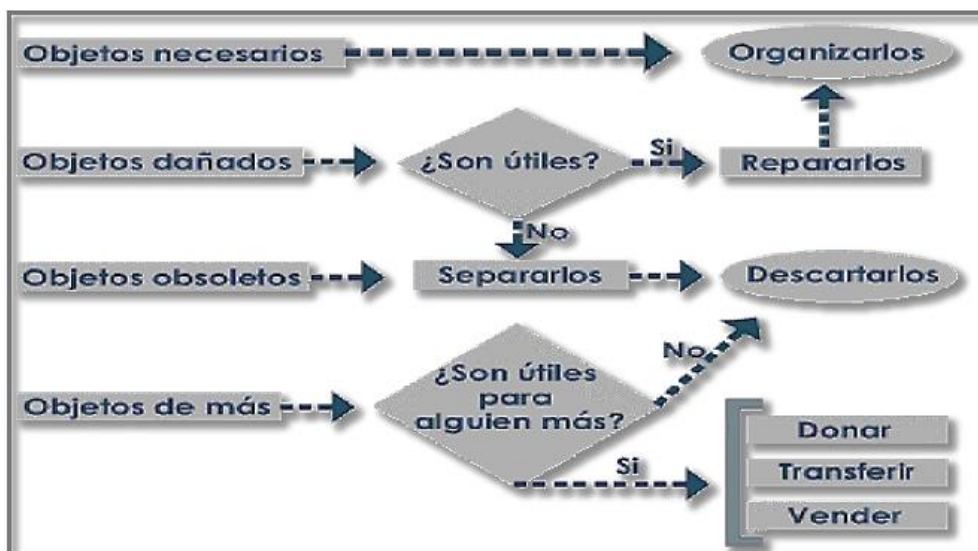 Objetos necesarios
Organizarlos
Objetos dañados
¿Son útiles?
Si
Repararlos
No
Objetos obsoletos
Separarlos
Descartarlos
Objetos de más
¿Son útiles
para
alguien más?
No
Si
Donar
Transferir
Vender